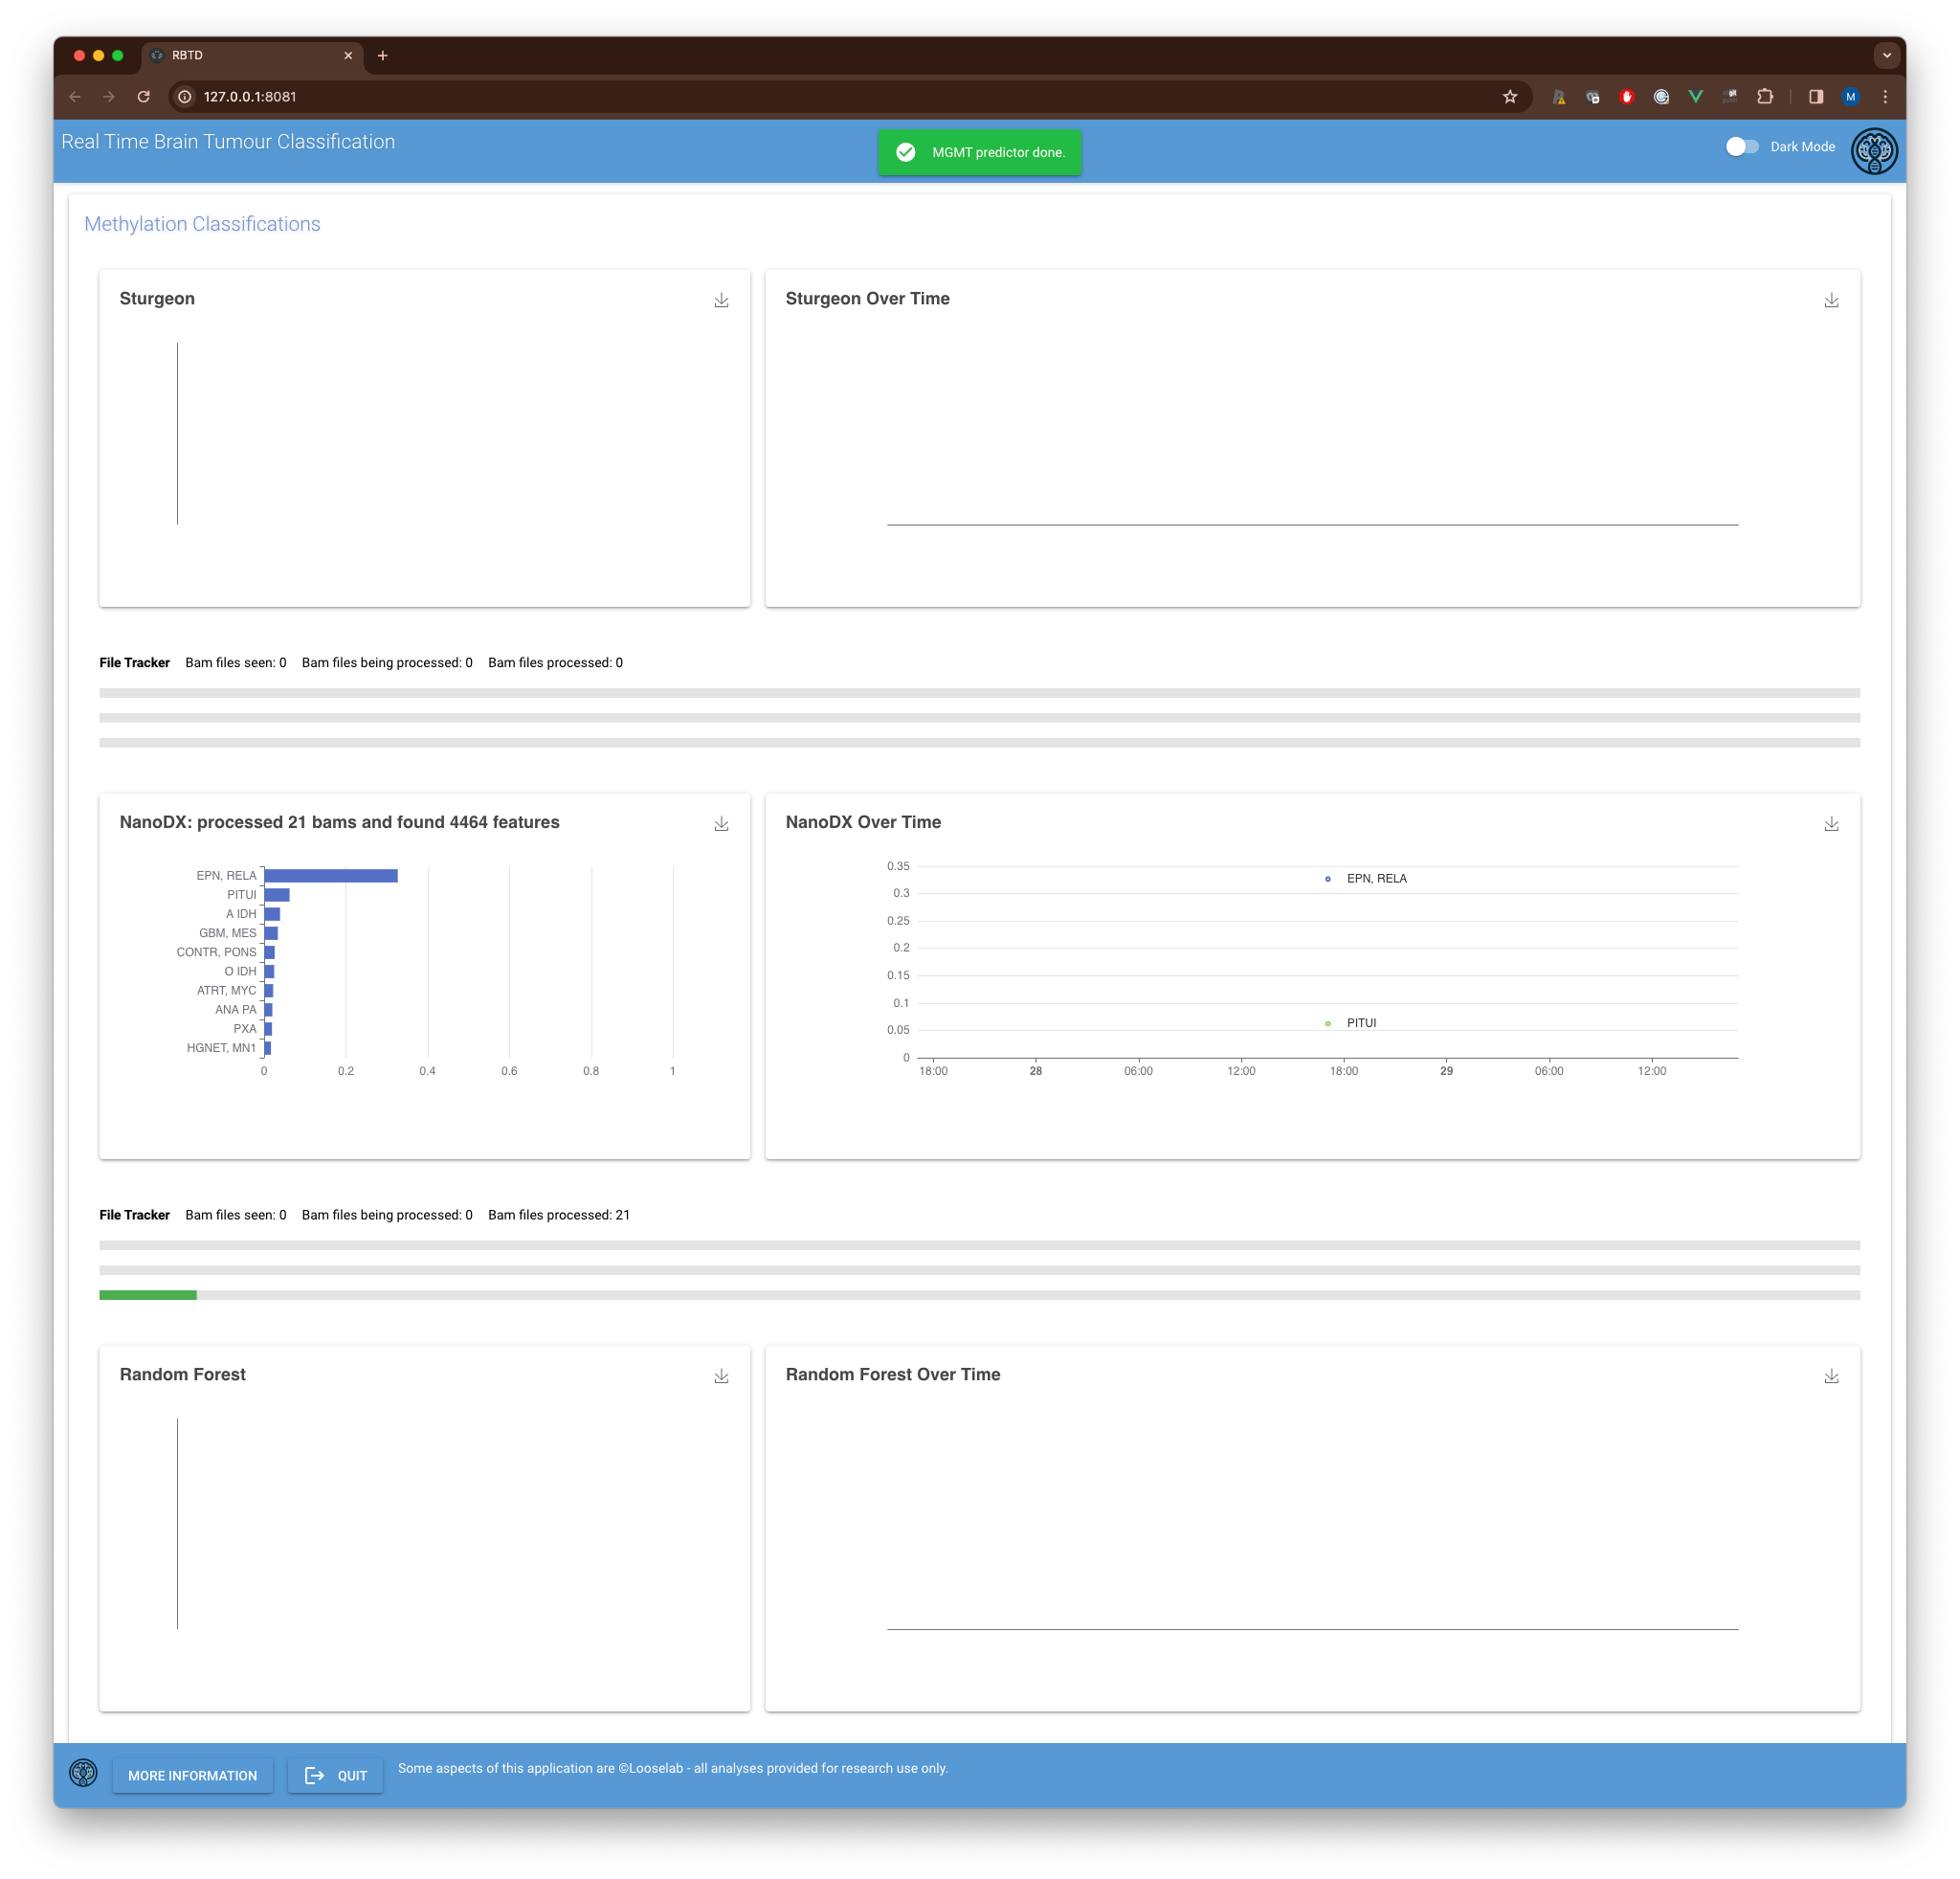 RBTD
127.0.0.1:8081
M
Real Time Brain Tumour Classification
MGMT predictor done.
Dark Mode
Methylation Classifications
Sturgeon
Sturgeon Over Time
File Tracker Bam files seen: 0 Bam files being processed: 0 Bam files processed: 0
NanoDX: processed 21 bams and found 4464 features
EPN, RELA
PITUI
A IDH
GBM, MES
CONTR, PONS
O IDH
ATRT, MYC
ANA PA
PXA
HGNET, MN1
0 0.2 0.4 0.6 0.8 1
NanoDX Over Time
0.35
0.3
0.25
0.2
0.15
0.1
0.05
0
EPN, RELA
PITUI
18:00 28 06:00 12:00 18:00 29 06:00 12:00
File Tracker Bam files seen: 0 Bam files being processed: 0 Bam files processed: 21
Random Forest
Random Forest Over Time
MORE INFORMATION
QUIT
Some aspects of this application are ©Looselab - all analyses provided for research use only.